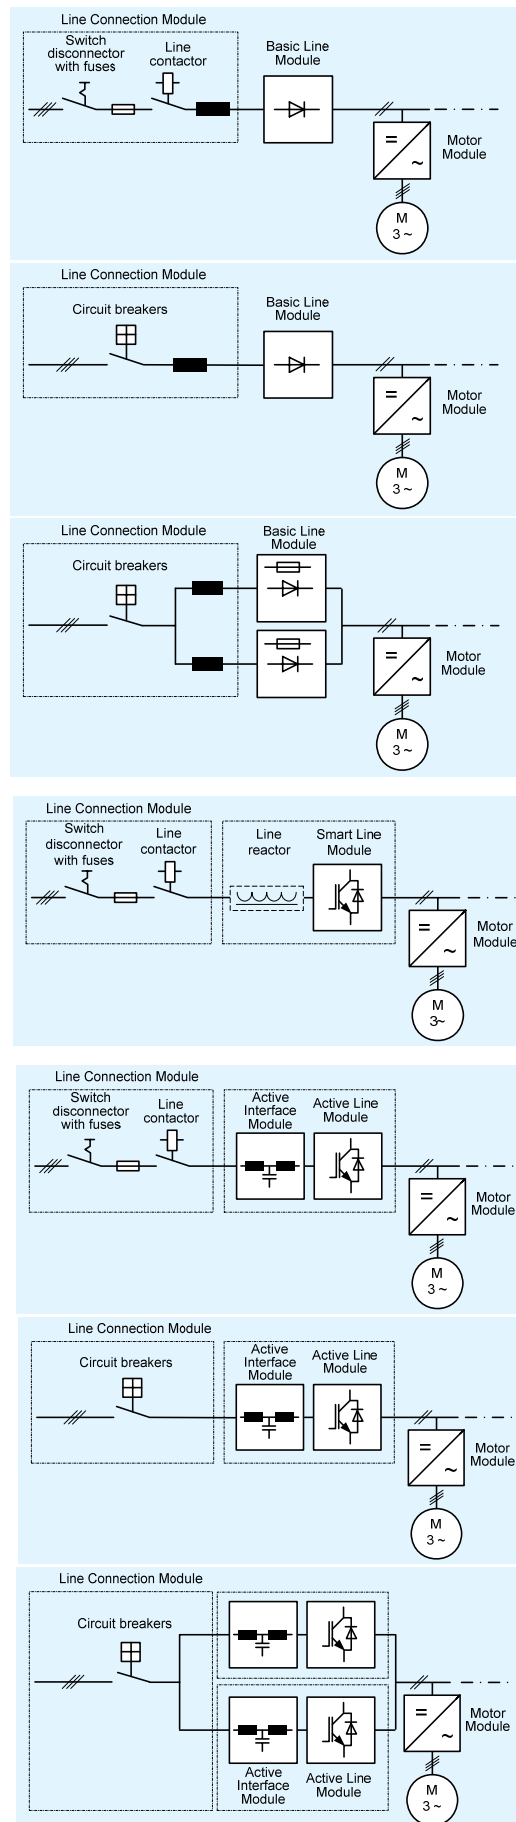 Line Connection Module
Switch
disconnector
with fuses
Line
contactor
Basic Line
Module
=
~
Motor
Module
M
3 ~
Line Connection Module
Circuit breakers
Basic Line
Module
=
~
Motor
Module
M
3 ~
Line Connection Module
Circuit breakers
Basic Line
Module
=
~
Motor
Module
M
3 ~
Line Connection Module
Switch
disconnector
with fuses
Line
contactor
Line
reactor
Smart Line
Module
=
~
Motor
Module
M
3~
Line Connection Module
Switch
disconnector
with fuses
Line
contactor
Active
Interface
Module
Active Line
Module
=
~
Motor
Module
M
3 ~
Line Connection Module
Circuit breakers
Active
Interface
Module
Active Line
Module
=
~
Motor
Module
M
3 ~
Line Connection Module
Circuit breakers
=
~
Motor
Module
Active
Interface
Module
Active Line
Module
M
3 ~